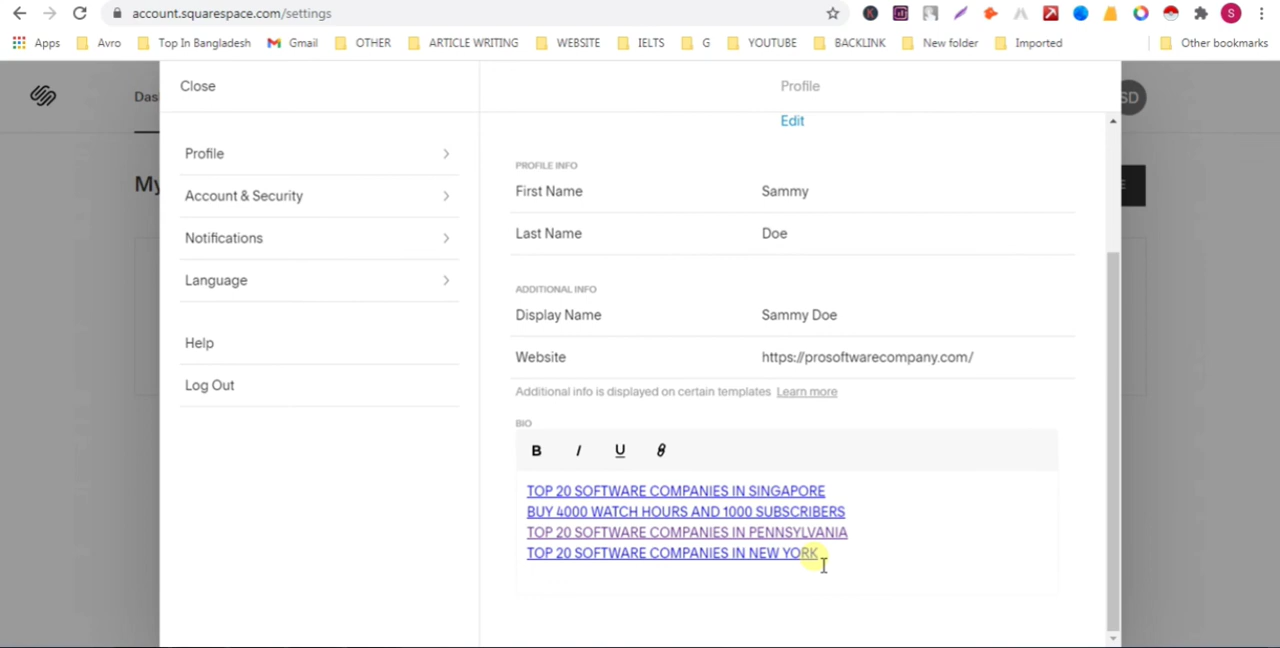 account.squarespace.com/settings
S
Apps
Avro
Top In Bangladesh
Gmail
OTHER
ARTICLE WRITING
WEBSITE
IELTS
G
YOUTUBE
BACKLINK
New folder
Imported
Other bookmarks
Close
Profile
Das
SD
Edit
My
E
Profile
Account & Security
Notifications
Language
Help
Log Out
PROFILE INFO
First Name Sammy
Last Name Doe
ADDITIONAL INFO
Display Name Sammy Doe
Website https://prosoftwarecompany.com/
Additional info is displayed on certain templates Learn more
BIO
B I U
TOP 20 SOFTWARE COMPANIES IN SINGAPORE
BUY 4000 WATCH HOURS AND 1000 SUBSCRIBERS
TOP 20 SOFTWARE COMPANIES IN PENNSYLVANIA
TOP 20 SOFTWARE COMPANIES IN NEW YORK